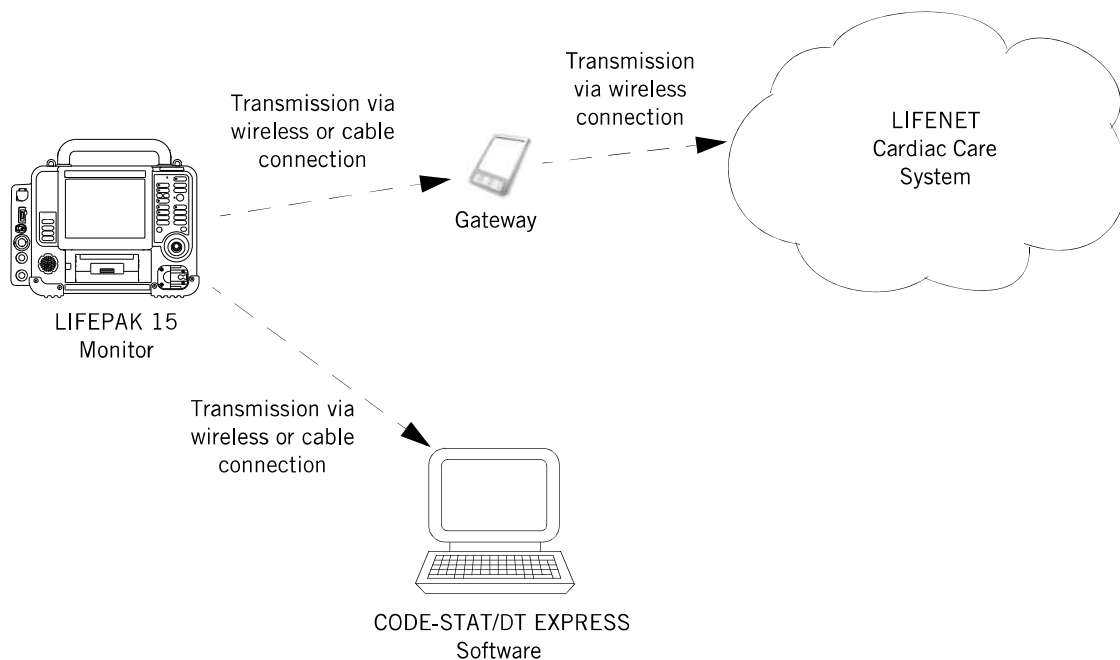 Transmission via
wireless or cable
connection
Transmission
via wireless
connection
LIFENET
Cardiac Care
System
Gateway
LIFEPAK 15
Monitor
Transmission via
wireless or cable
connection
CODE-STAT/DT EXPRESS
Software